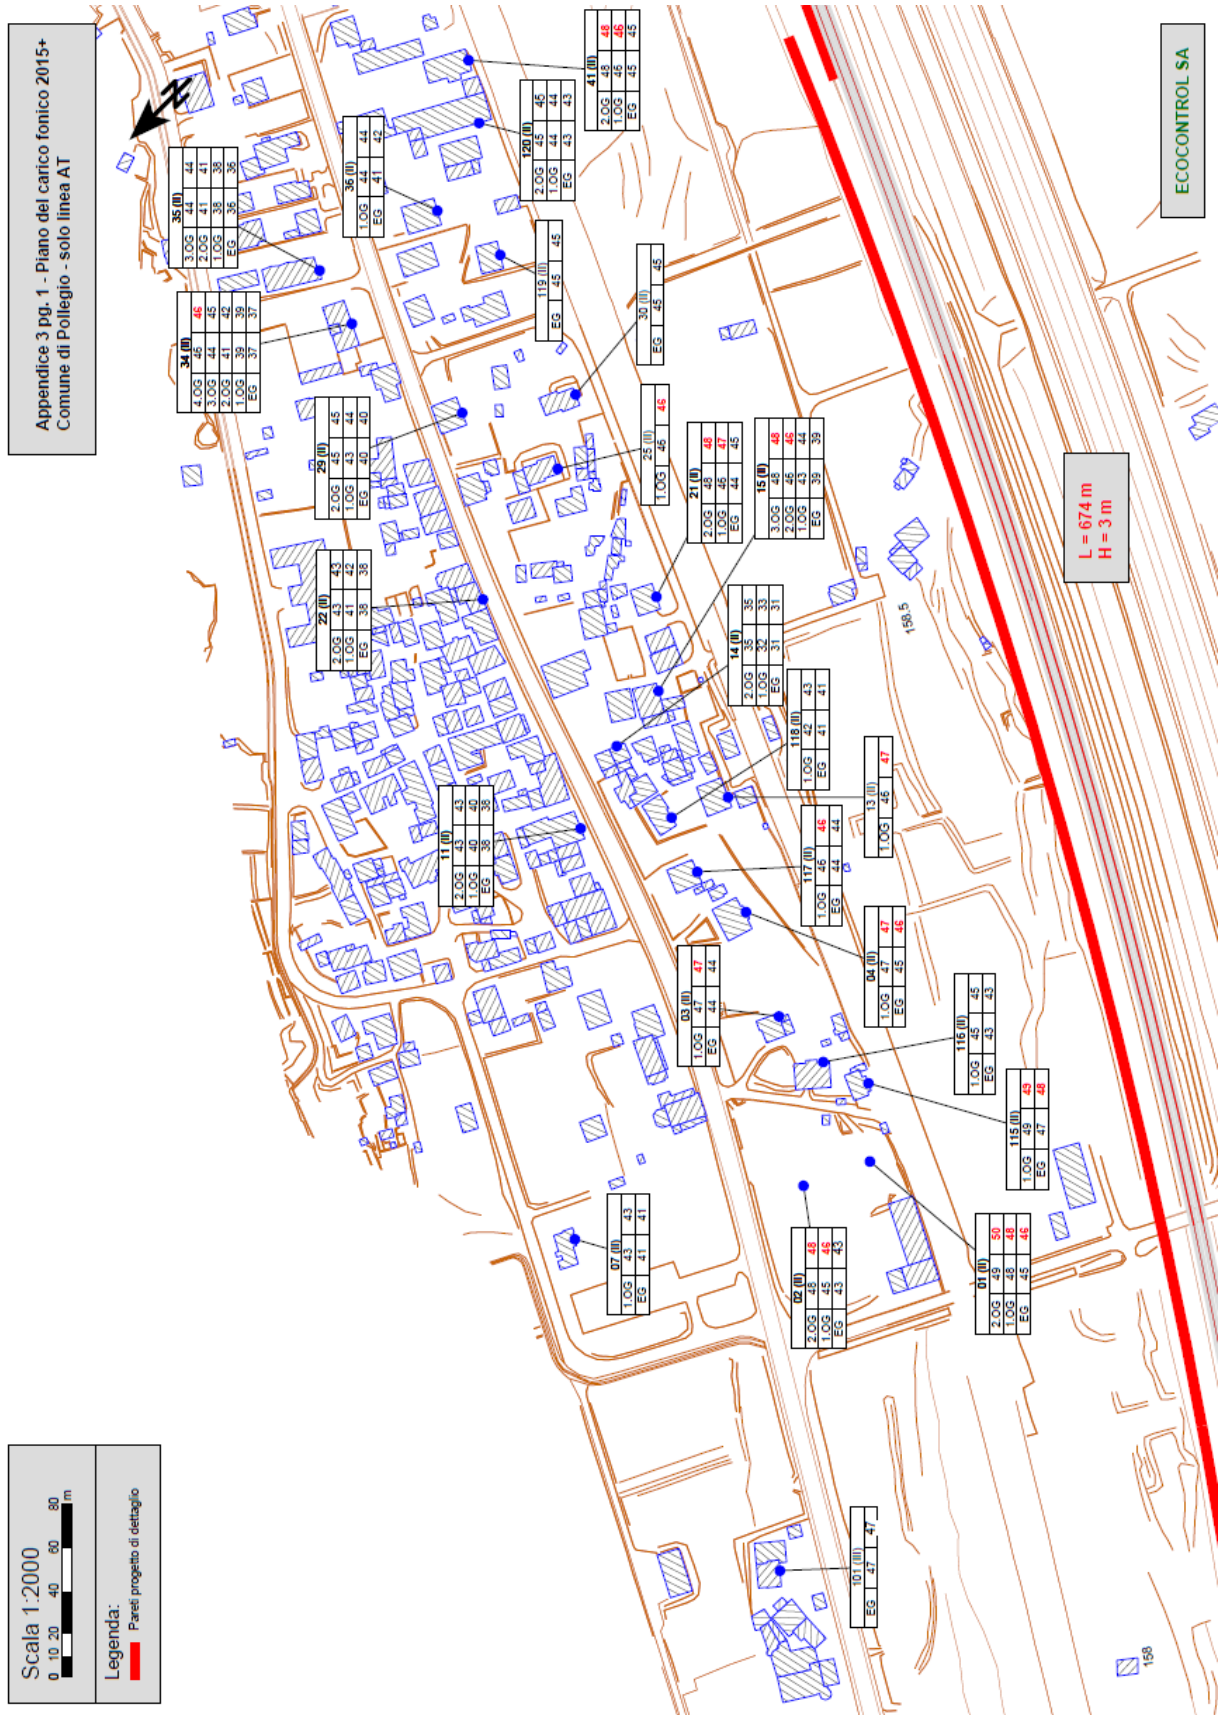 Appendice 3 pg. 1 - Piano del carico fonico 2015+
Comune di Pollegio - solo linea AT
Scala 1:2000
0 10 20 40 60 80 m
Legenda:
Pareti progetto di dettaglio
ECOCONTROL SA
L = 674 m
H = 3 m
158.5
158
101 (III)
EG 47 47
07 (II)
1.OG 43 43
EG 41 41
02 (II)
2.OG 48 48
1.OG 45 46
EG 43 43
01 (II)
2.OG 49 50
1.OG 48 48
EG 45 46
115 (II)
1.OG 49 49
EG 47 48
116 (II)
1.OG 45 45
EG 43 43
03 (II)
1.OG 47 47
EG 44 44
04 (II)
1.OG 47 47
EG 45 46
117 (II)
1.OG 46 46
EG 44 44
13 (II)
1.OG 46 47
118 (II)
1.OG 42 43
EG 41 41
11 (II)
2.OG 43 43
1.OG 40 40
EG 38 38
14 (II)
2.OG 35 35
1.OG 32 33
EG 31 31
22 (II)
2.OG 43 43
1.OG 41 42
EG 38 38
15 (II)
3.OG 48 48
2.OG 46 46
1.OG 43 44
EG 39 39
21 (II)
2.OG 48 48
1.OG 46 47
EG 44 45
25 (II)
1.OG 46 46
29 (II)
2.OG 45 45
1.OG 43 44
EG 40 40
30 (II)
EG 45 45
34 (II)
4.OG 46 46
3.OG 44 45
2.OG 41 42
1.OG 39 39
EG 37 37
119 (II)
EG 45 45
35 (II)
3.OG 44 44
2.OG 41 41
1.OG 38 38
EG 36 36
36 (II)
1.OG 44 44
EG 41 42
120 (II)
2.OG 45 45
1.OG 44 44
EG 43 43
41 (II)
2.OG 48 48
1.OG 46 46
EG 45 45